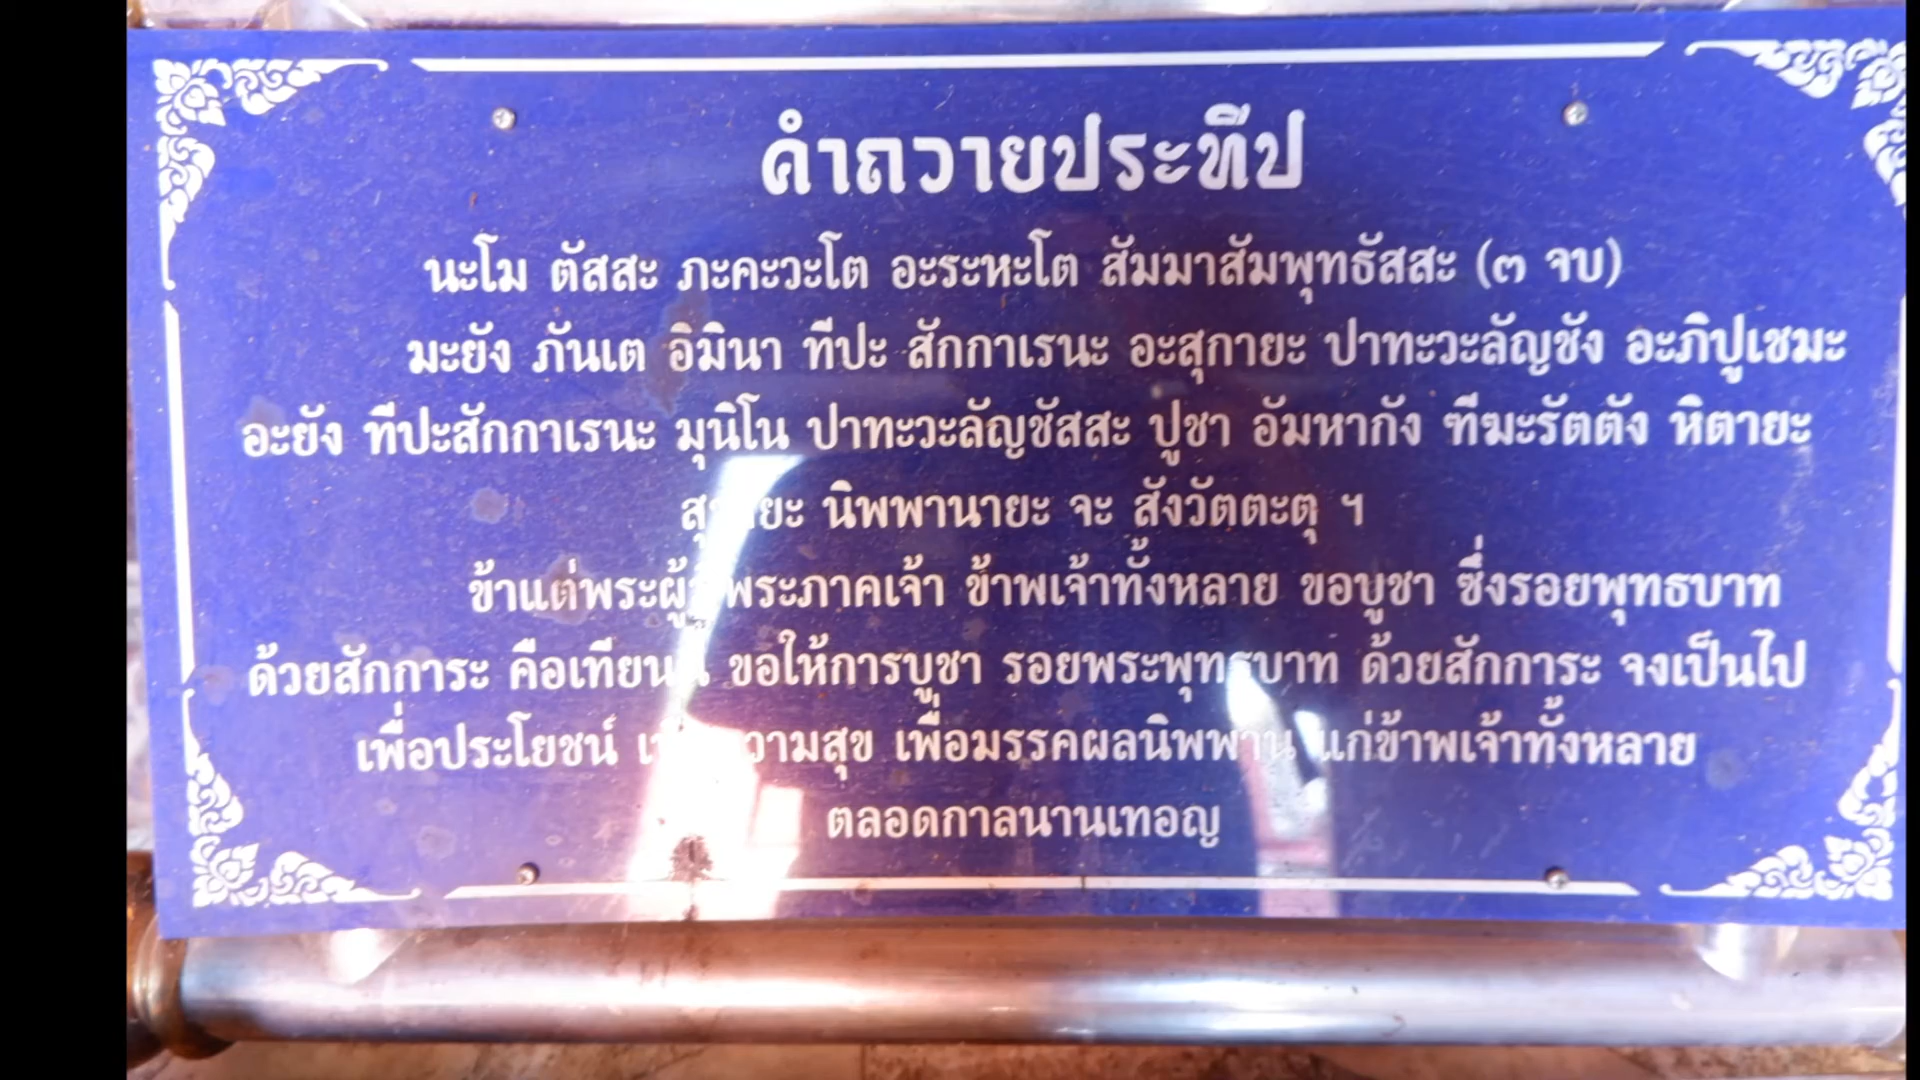 คำถวายประทีป
นะโม ตัสสะ ภะคะวะโต อะระหะโต สัมมาสัมพุทธัสสะ (๓ จบ)
มะยัง ภันเต อิมินา ทีปะ สักกาเรนะ อะสุกายะ ปาทะวะลัญชัง อะภิปูเชมะ
อะยัง ทีปะสักกาเรนะ มุนิโน ปาทะวะลัญชัสสะ ปูชา อัมหากัง ฑีฆะรัตตัง หิตายะ
นิพพานายะ จะ สังวัตตะตุ ฯ
ข้าแต่พระผู้มีพระภาคเจ้า ข้าพเจ้าทั้งหลาย ขอบูชา ซึ่งรอยพุทธบาท
ด้วยสักการะ ขอให้การบูชา รอยพระพุทธบาท ด้วยสักการะ จงเป็นไป
เพื่อประโยชน์ เพื่อความสุข เพื่อมรรคผลนิพพาน แก่ข้าพเจ้าทั้งหลาย
ตลอดกาลนานเทอญ